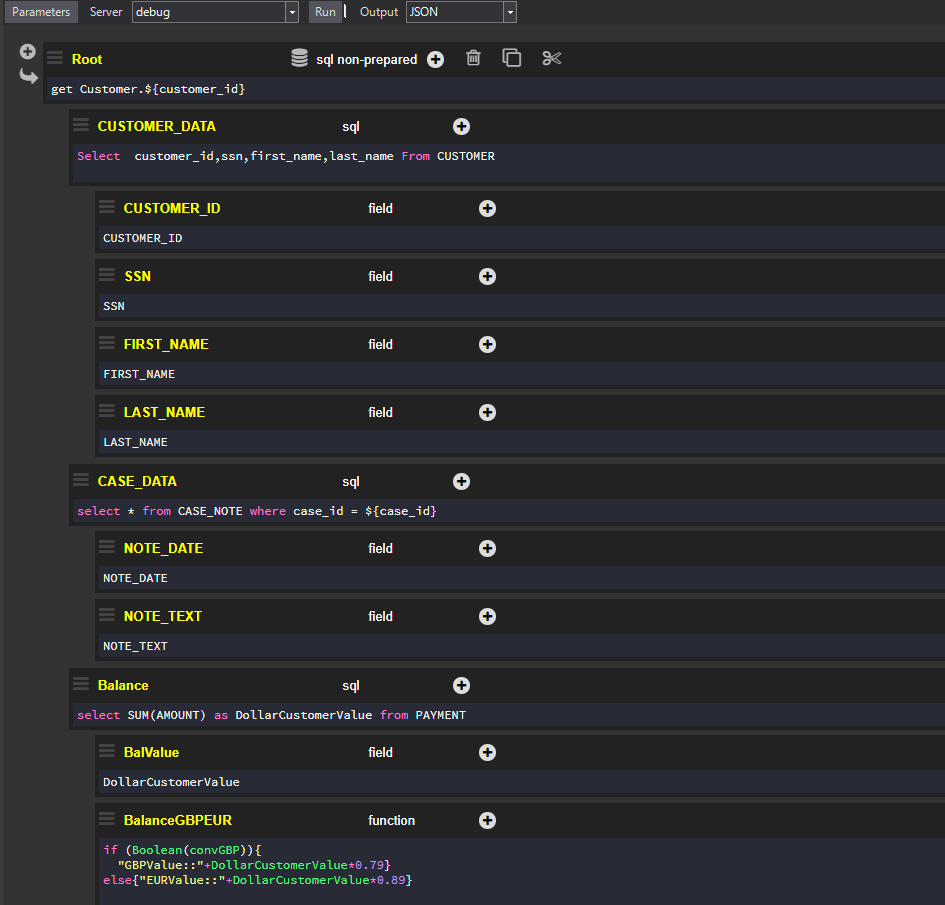 Parameters Server debug Run Output JSON
Root sql non-prepared
get Customer.${customer_id}
CUSTOMER_DATA sql
Select  customer_id,ssn,first_name,last_name From CUSTOMER
CUSTOMER_ID field
CUSTOMER_ID
SSN field
SSN
FIRST_NAME field
FIRST_NAME
LAST_NAME field
LAST_NAME
CASE_DATA sql
select * from CASE_NOTE where case_id = ${case_id}
NOTE_DATE field
NOTE_DATE
NOTE_TEXT field
NOTE_TEXT
Balance sql
select SUM(AMOUNT) as DollarCustomerValue from PAYMENT
BalValue field
DollarCustomerValue
BalanceGBPEUR function
if (Boolean(convGBP)){
  "GBPValue::"+DollarCustomerValue*0.79}
else{"EURValue::"+DollarCustomerValue*0.89}